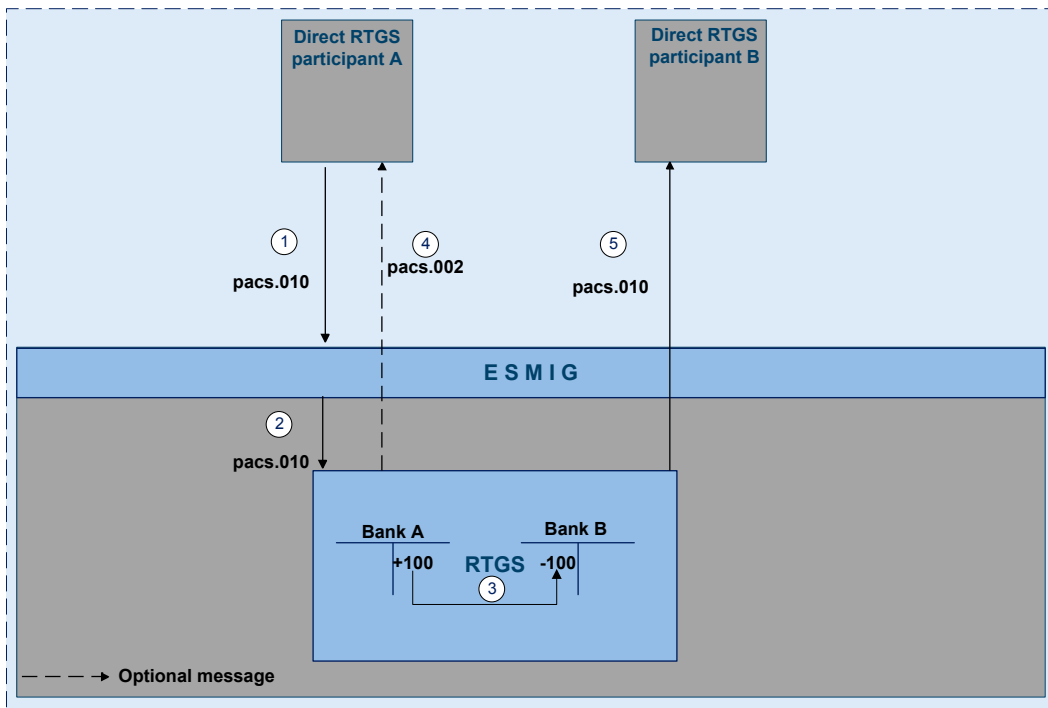 Direct RTGS
participant A
Direct RTGS
participant B
1
pacs.010
4
pacs.002
5
pacs.010
E S M I G
2
pacs.010
Bank A
Bank B
+100
RTGS
-100
3
Optional message